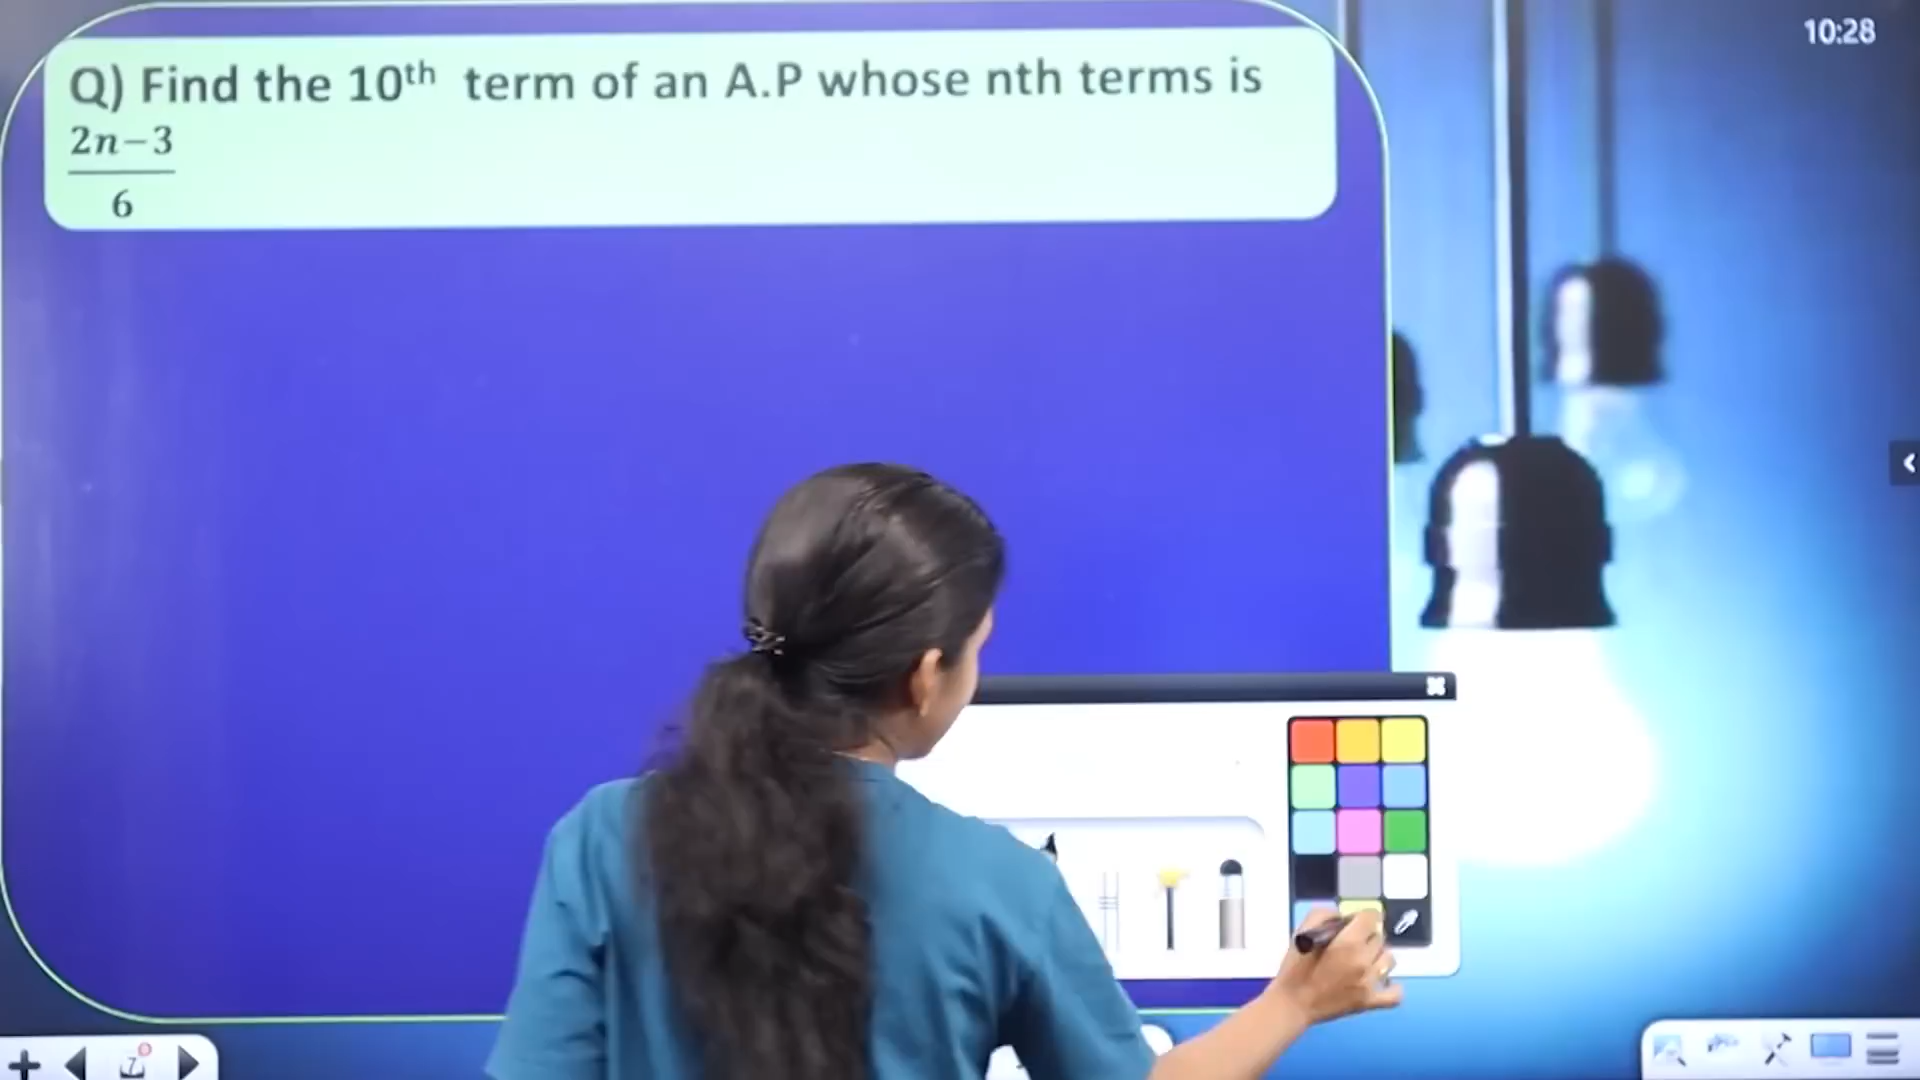 10:28
Q) Find the 10th term of an A.P whose nth terms is
2n−3
6